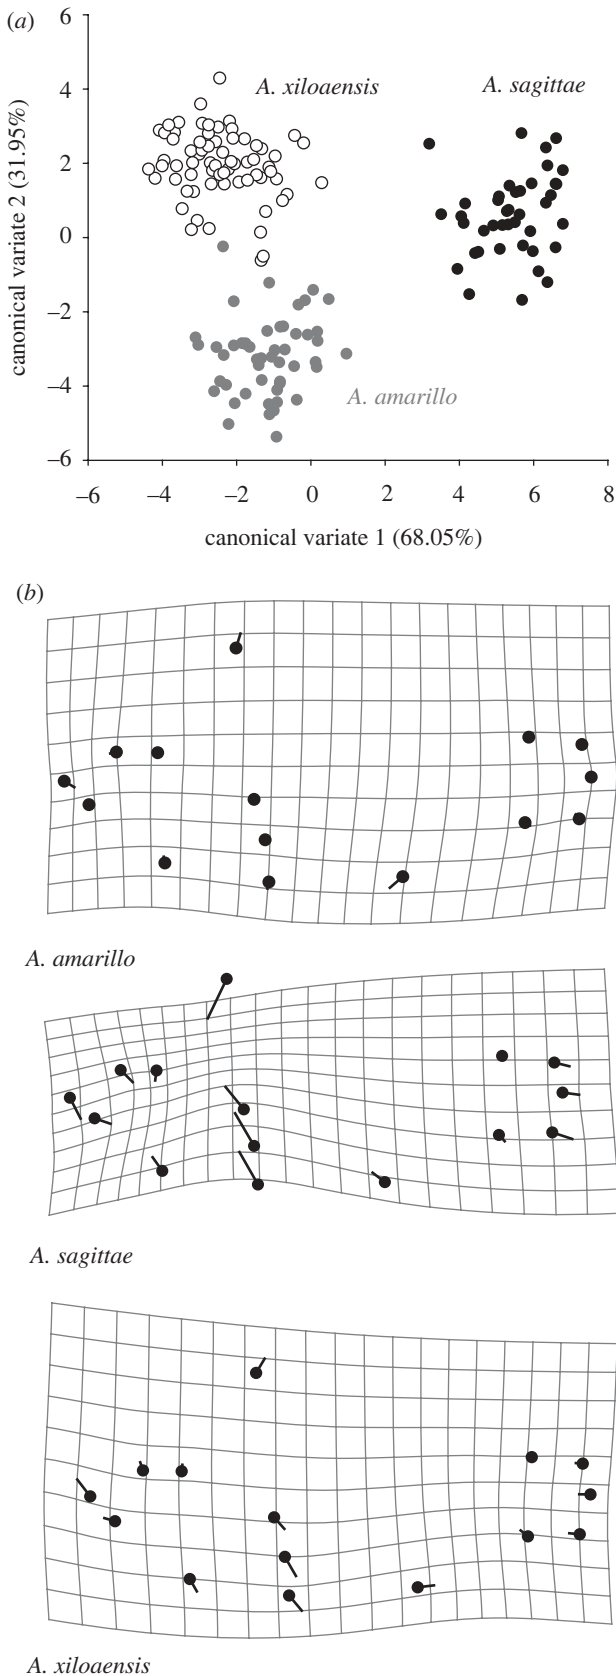 (a)
6
4
2
0
−2
−4
−6
canonical variate 2 (31.95%)
A. xiloaensis
A. sagittae
A. amarillo
−6 −4 −2 0 2 4 6 8
canonical variate 1 (68.05%)
(b)
A. amarillo
A. sagittae
A. xiloaensis